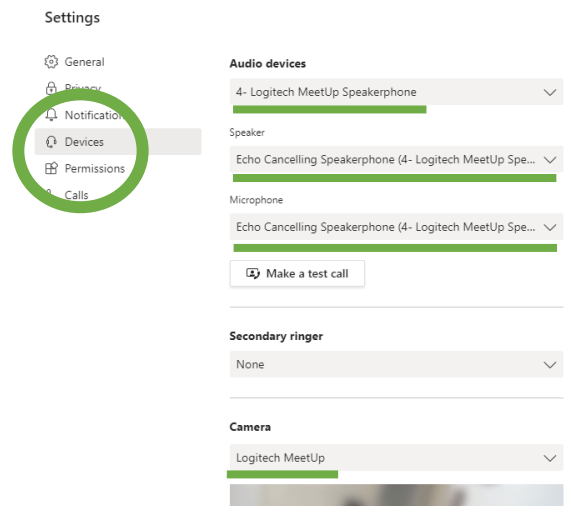 Settings
General
Privacy
Notification
Devices
Permissions
Calls
Audio devices
4- Logitech MeetUp Speakerphone
Speaker
Echo Cancelling Speakerphone (4- Logitech MeetUp Spe...
Microphone
Echo Cancelling Speakerphone (4- Logitech MeetUp Spe...
Make a test call
Secondary ringer
None
Camera
Logitech MeetUp